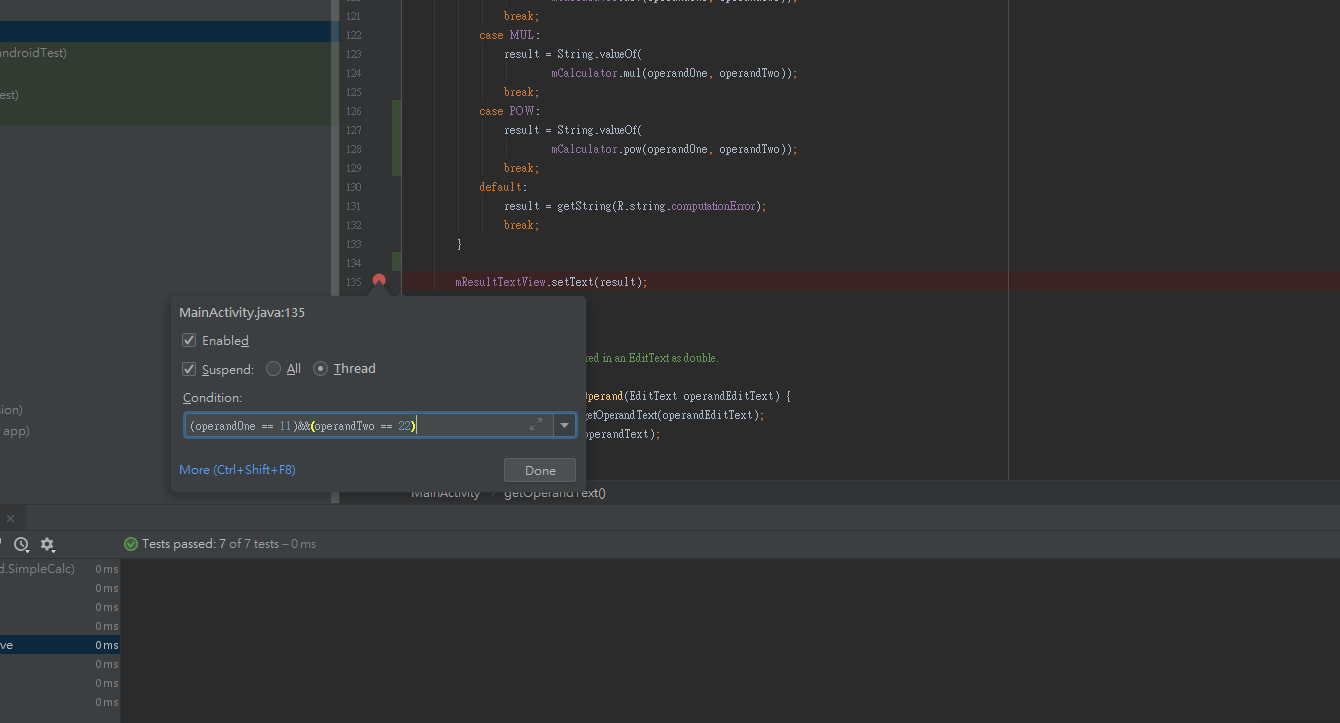 121 break;
122 case MUL:
123 result = String.valueOf(
124 mCalculator.mul(operandOne, operandTwo));
125 break;
126 case POW:
127 result = String.valueOf(
128 mCalculator.pow(operandOne, operandTwo));
129 break;
130 default:
131 result = getString(R.string.computationError);
132 break;
133 }
134
135 mResultTextView.setText(result);
androidTest)
est)
sion)
app)
MainActivity.java:135
Enabled
Suspend: All Thread
Condition:
(operandOne == 11)&&(operandTwo == 22)
More (Ctrl+Shift+F8)
Done
red in an EditText as double.
Operand(EditText operandEditText) {
getOperandText(operandEditText);
operandText);
MainActivity getOperandText()
Tests passed: 7 of 7 tests – 0 ms
d.SimpleCalc) 0 ms
0 ms
0 ms
0 ms
ve 0 ms
0 ms
0 ms
0 ms